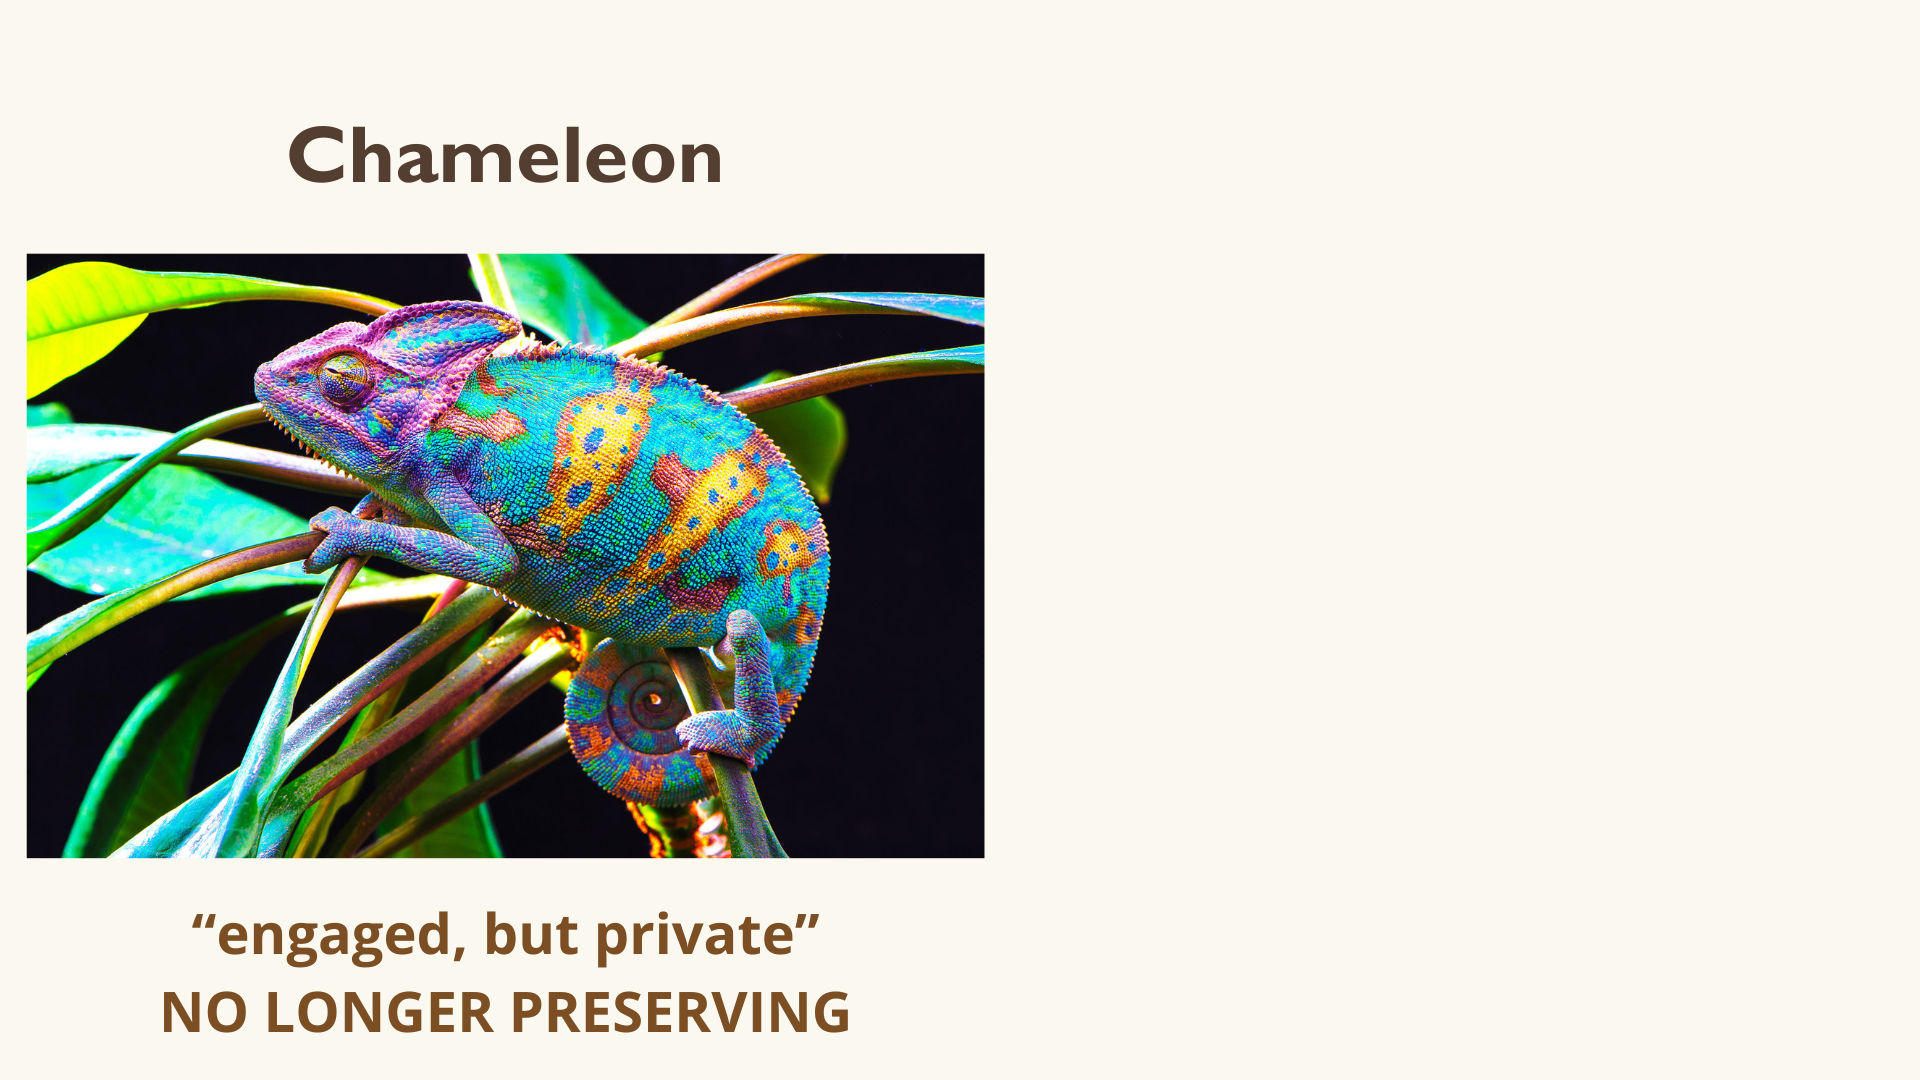 Chameleon
“engaged, but private”
NO LONGER PRESERVING